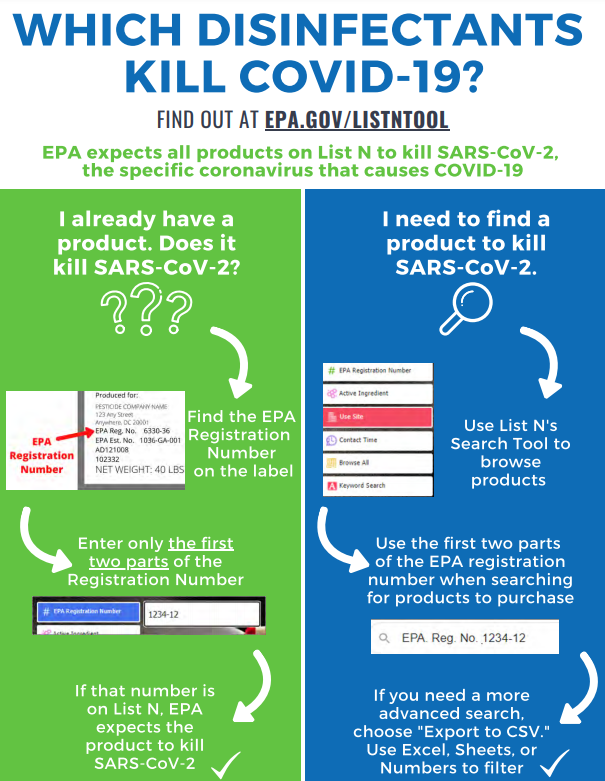 WHICH DISINFECTANTS
KILL COVID-19?
FIND OUT AT EPA.GOV/LISTNTOOL
EPA expects all products on List N to kill SARS-CoV-2,
the specific coronavirus that causes COVID-19
I already have a
product. Does it
kill SARS-CoV-2?
???
Produced for:
PESTICIDE COMPANY NAME
123 Any Street
Anywhere, DC 20001
EPA Reg. No. 6330-36
EPA Est. No. 1036-GA-001
AD121008
102332
NET WEIGHT: 40 LBS
EPA
Registration
Number
Find the EPA
Registration
Number
on the label
Enter only the first
two parts of the
Registration Number
# EPA Registration Number
1234-12
Active Ingredient
If that number is
on List N, EPA
expects the
product to kill
SARS-CoV-2
I need to find a
product to kill
SARS-CoV-2.
# EPA Registration Number
Active Ingredient
Use Site
Contact Time
Browse All
A Keyword Search
Use List N's
Search Tool to
browse
products
Use the first two parts
of the EPA registration
number when searching
for products to purchase
EPA. Reg. No. 1234-12
If you need a more
advanced search,
choose "Export to CSV."
Use Excel, Sheets, or
Numbers to filter